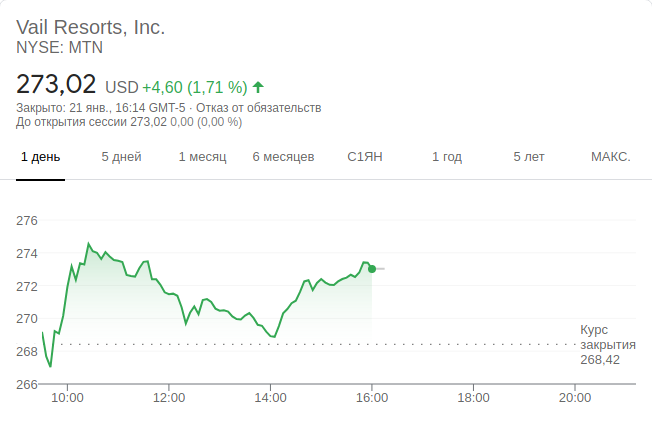 Vail Resorts, Inc.
NYSE: MTN
273,02 USD +4,60 (1,71 %)
Закрыто: 21 янв., 16:14 GMT-5 · Отказ от обязательств
До открытия сессии 273,02 0,00 (0,00 %)
1 день 5 дней 1 месяц 6 месяцев С1ЯН 1 год 5 лет МАКС.
276
274
272
270
268
266
Курс
закрытия
268,42
10:00 12:00 14:00 16:00 18:00 20:00